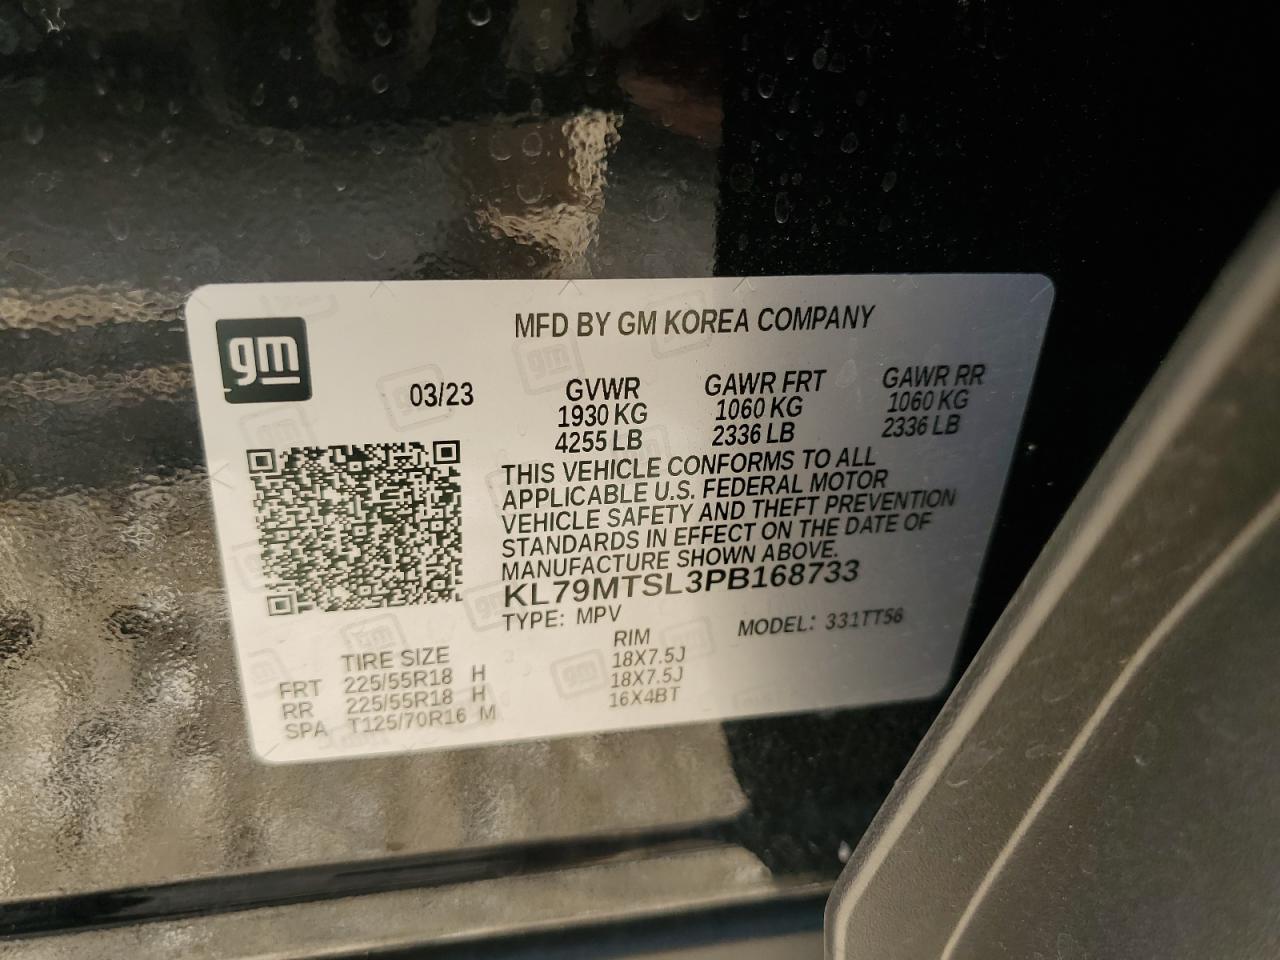 gm
MFD BY GM KOREA COMPANY
03/23 GVWR GAWR FRT GAWR RR
1930 KG 1060 KG 1060 KG
4255 LB 2336 LB 2336 LB
THIS VEHICLE CONFORMS TO ALL
APPLICABLE U.S. FEDERAL MOTOR
VEHICLE SAFETY AND THEFT PREVENTION
STANDARDS IN EFFECT ON THE DATE OF
MANUFACTURE SHOWN ABOVE.
KL79MTSL3PB168733
TYPE: MPV MODEL: 331TT56
TIRE SIZE RIM
FRT 225/55R18 H 18X7.5J
RR 225/55R18 H 18X7.5J
SPA T125/70R16 M 16X4BT